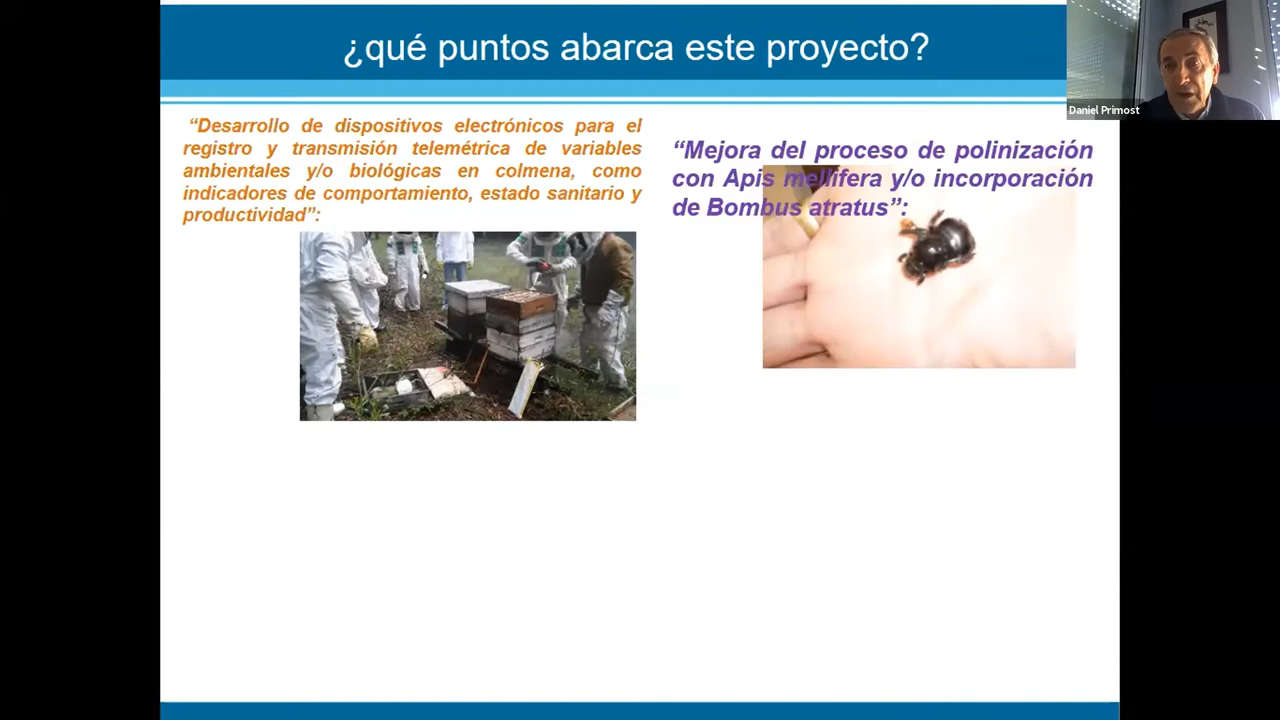 ¿qué puntos abarca este proyecto?
Daniel Primost
“Desarrollo de dispositivos electrónicos para el
registro y transmisión telemétrica de variables
ambientales y/o biológicas en colmena, como
indicadores de comportamiento, estado sanitario y
productividad”:
“Mejora del proceso de polinización
con Apis mellifera y/o incorporación
de Bombus atratus”: